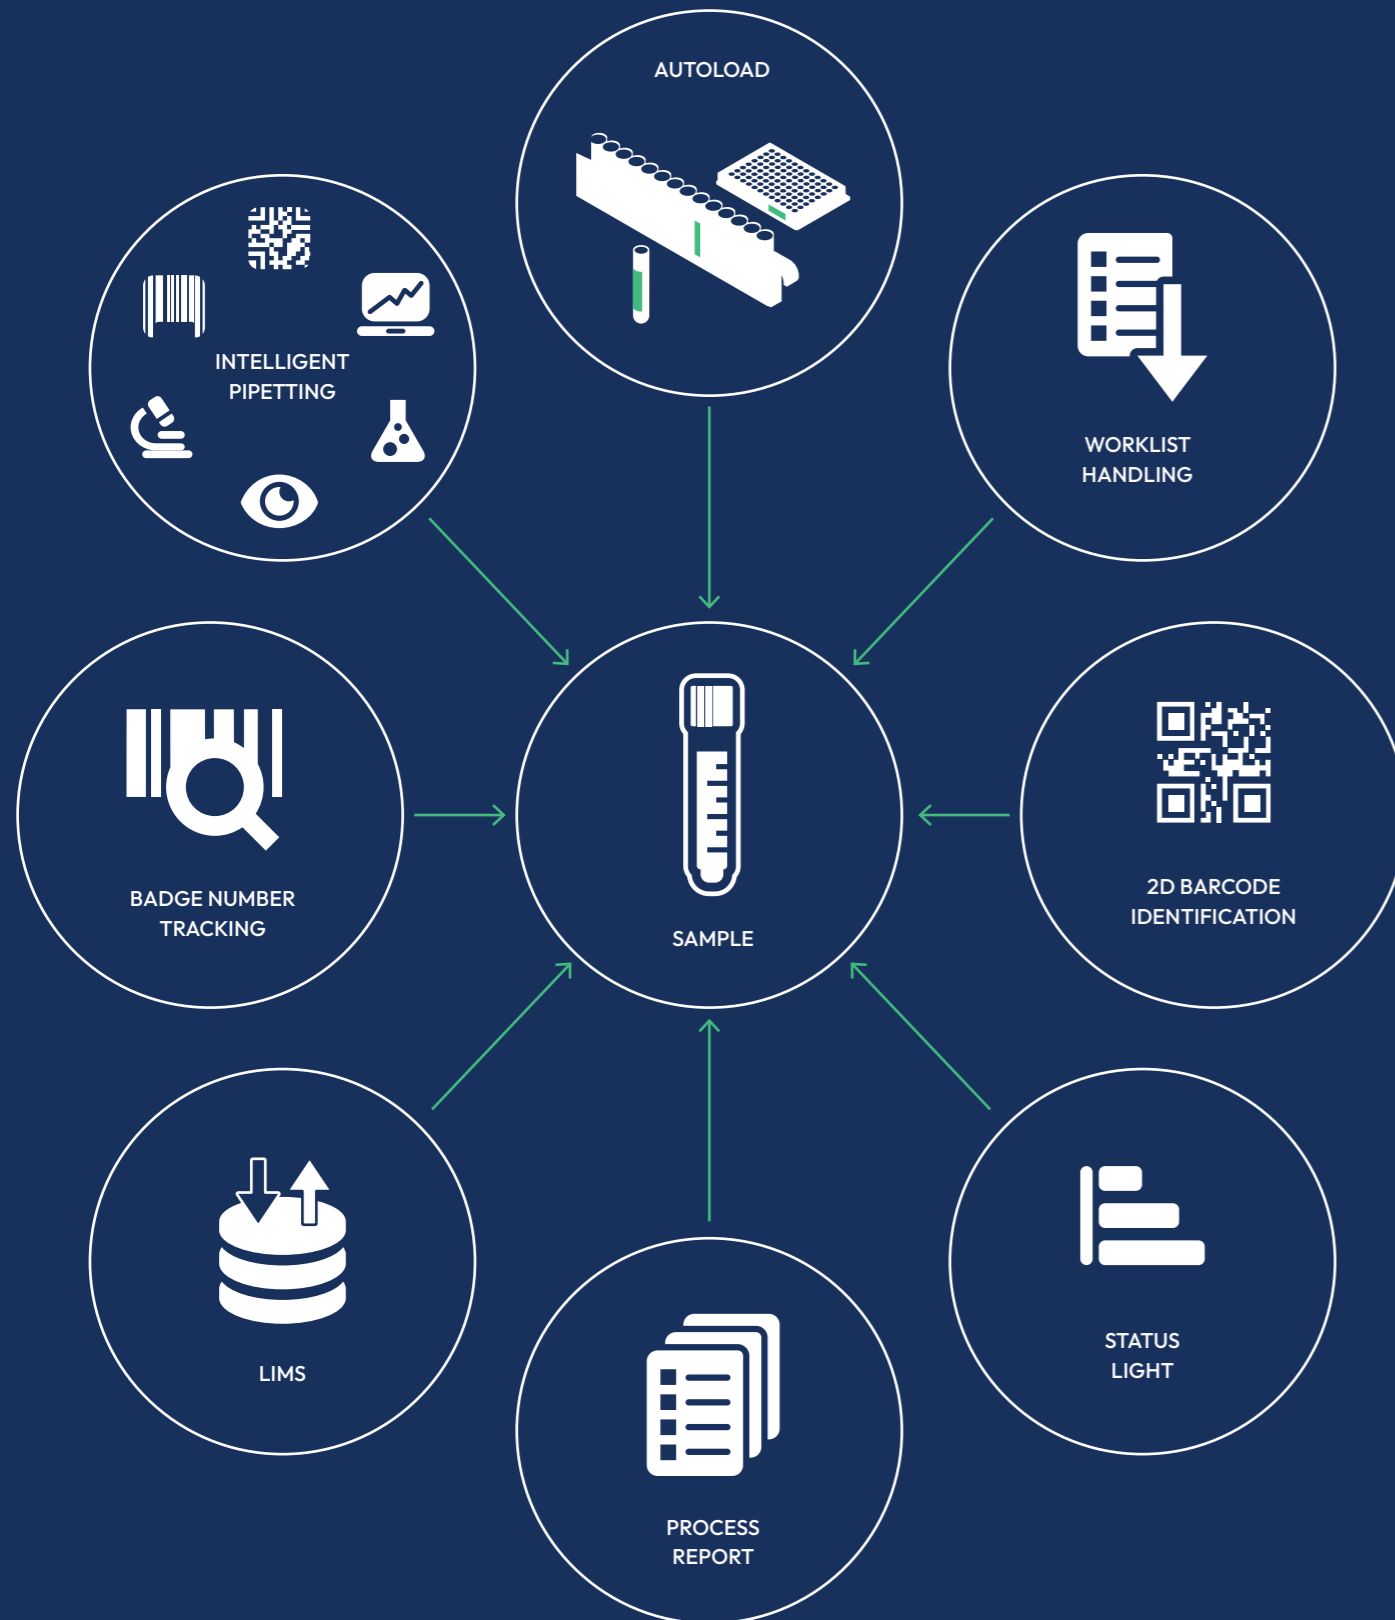 AUTOLOAD
INTELLIGENT
PIPETTING
WORKLIST
HANDLING
BADGE NUMBER
TRACKING
SAMPLE
2D BARCODE
IDENTIFICATION
LIMS
PROCESS
REPORT
STATUS
LIGHT